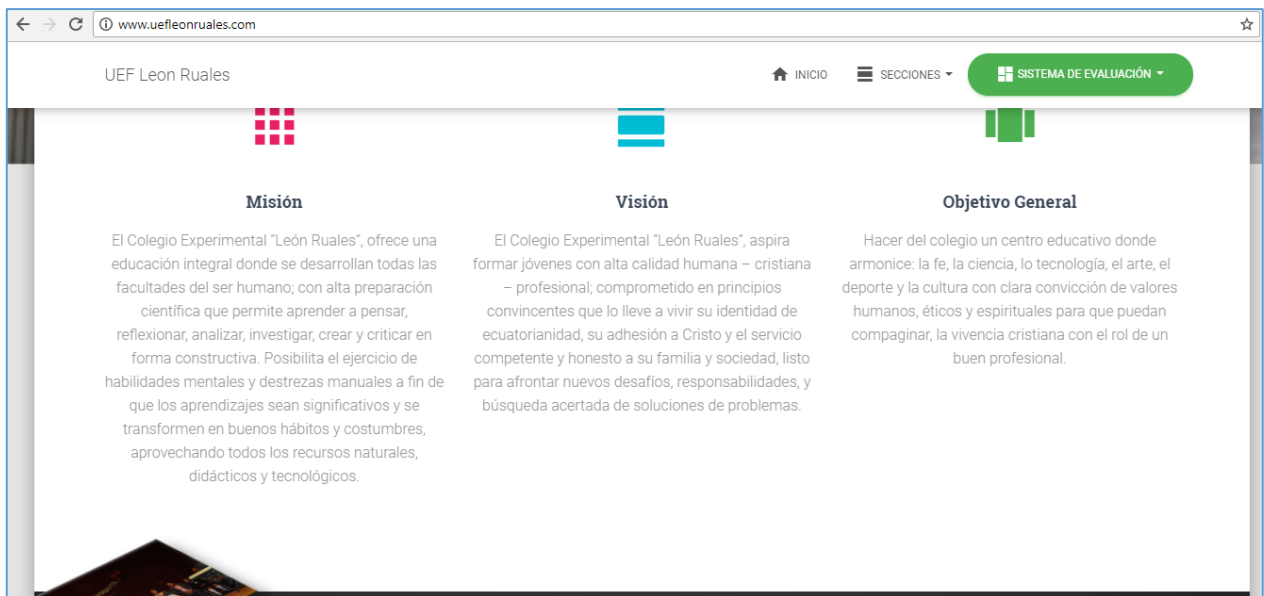 www.uefleonruales.com
UEF Leon Ruales
INICIO
SECCIONES
SISTEMA DE EVALUACIÓN
Misión
El Colegio Experimental “León Ruales”, ofrece una
educación integral donde se desarrollan todas las
facultades del ser humano; con alta preparación
científica que permite aprender a pensar,
reflexionar, analizar, investigar, crear y criticar en
forma constructiva. Posibilita el ejercicio de
habilidades mentales y destrezas manuales a fin de
que los aprendizajes sean significativos y se
transformen en buenos hábitos y costumbres,
aprovechando todos los recursos naturales,
didácticos y tecnológicos.
Visión
El Colegio Experimental “León Ruales”, aspira
formar jóvenes con alta calidad humana – cristiana
– profesional; comprometido en principios
convincentes que lo lleve a vivir su identidad de
ecuatorianidad, su adhesión a Cristo y el servicio
competente y honesto a su familia y sociedad, listo
para afrontar nuevos desafíos, responsabilidades, y
búsqueda acertada de soluciones de problemas.
Objetivo General
Hacer del colegio un centro educativo donde
armonice: la fe, la ciencia, lo tecnología, el arte, el
deporte y la cultura con clara convicción de valores
humanos, éticos y espirituales para que puedan
compaginar, la vivencia cristiana con el rol de un
buen profesional.